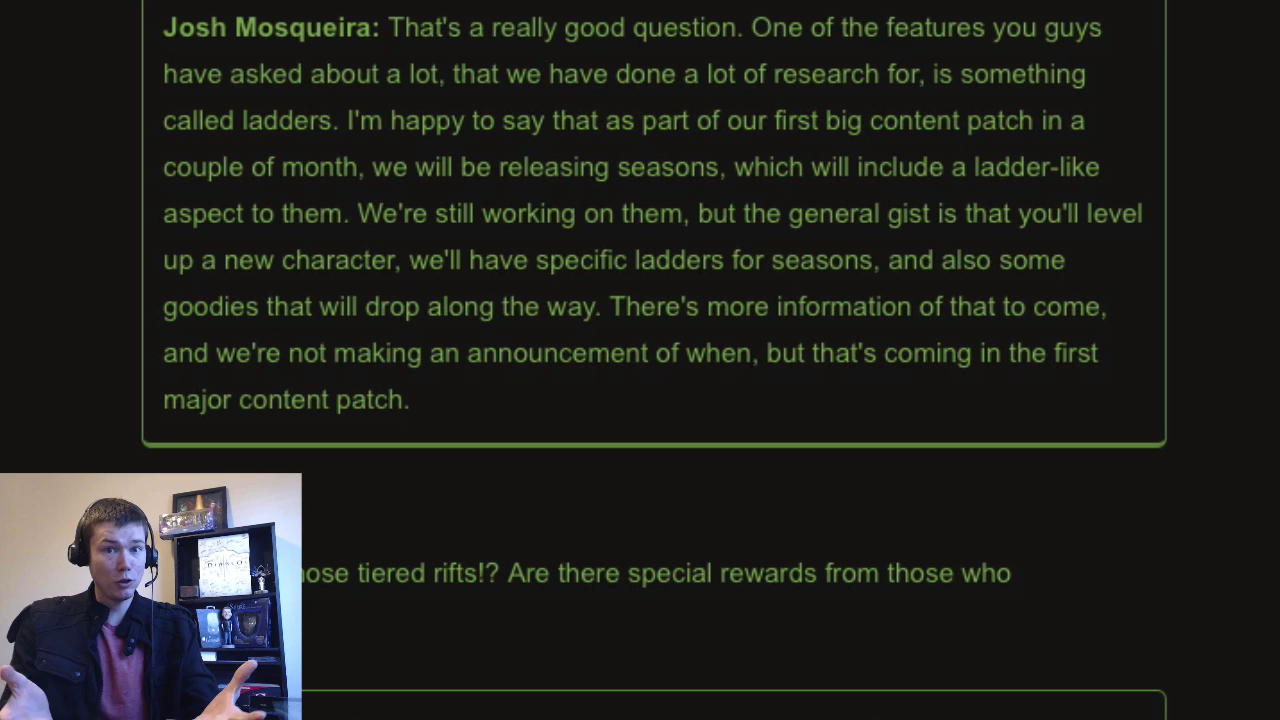 Josh Mosqueira: That's a really good question. One of the features you guys
have asked about a lot, that we have done a lot of research for, is something
called ladders. I'm happy to say that as part of our first big content patch in a
couple of month, we will be releasing seasons, which will include a ladder-like
aspect to them. We're still working on them, but the general gist is that you'll level
up a new character, we'll have specific ladders for seasons, and also some
goodies that will drop along the way. There's more information of that to come,
and we're not making an announcement of when, but that's coming in the first
major content patch.
those tiered rifts!? Are there special rewards from those who
DIABLO